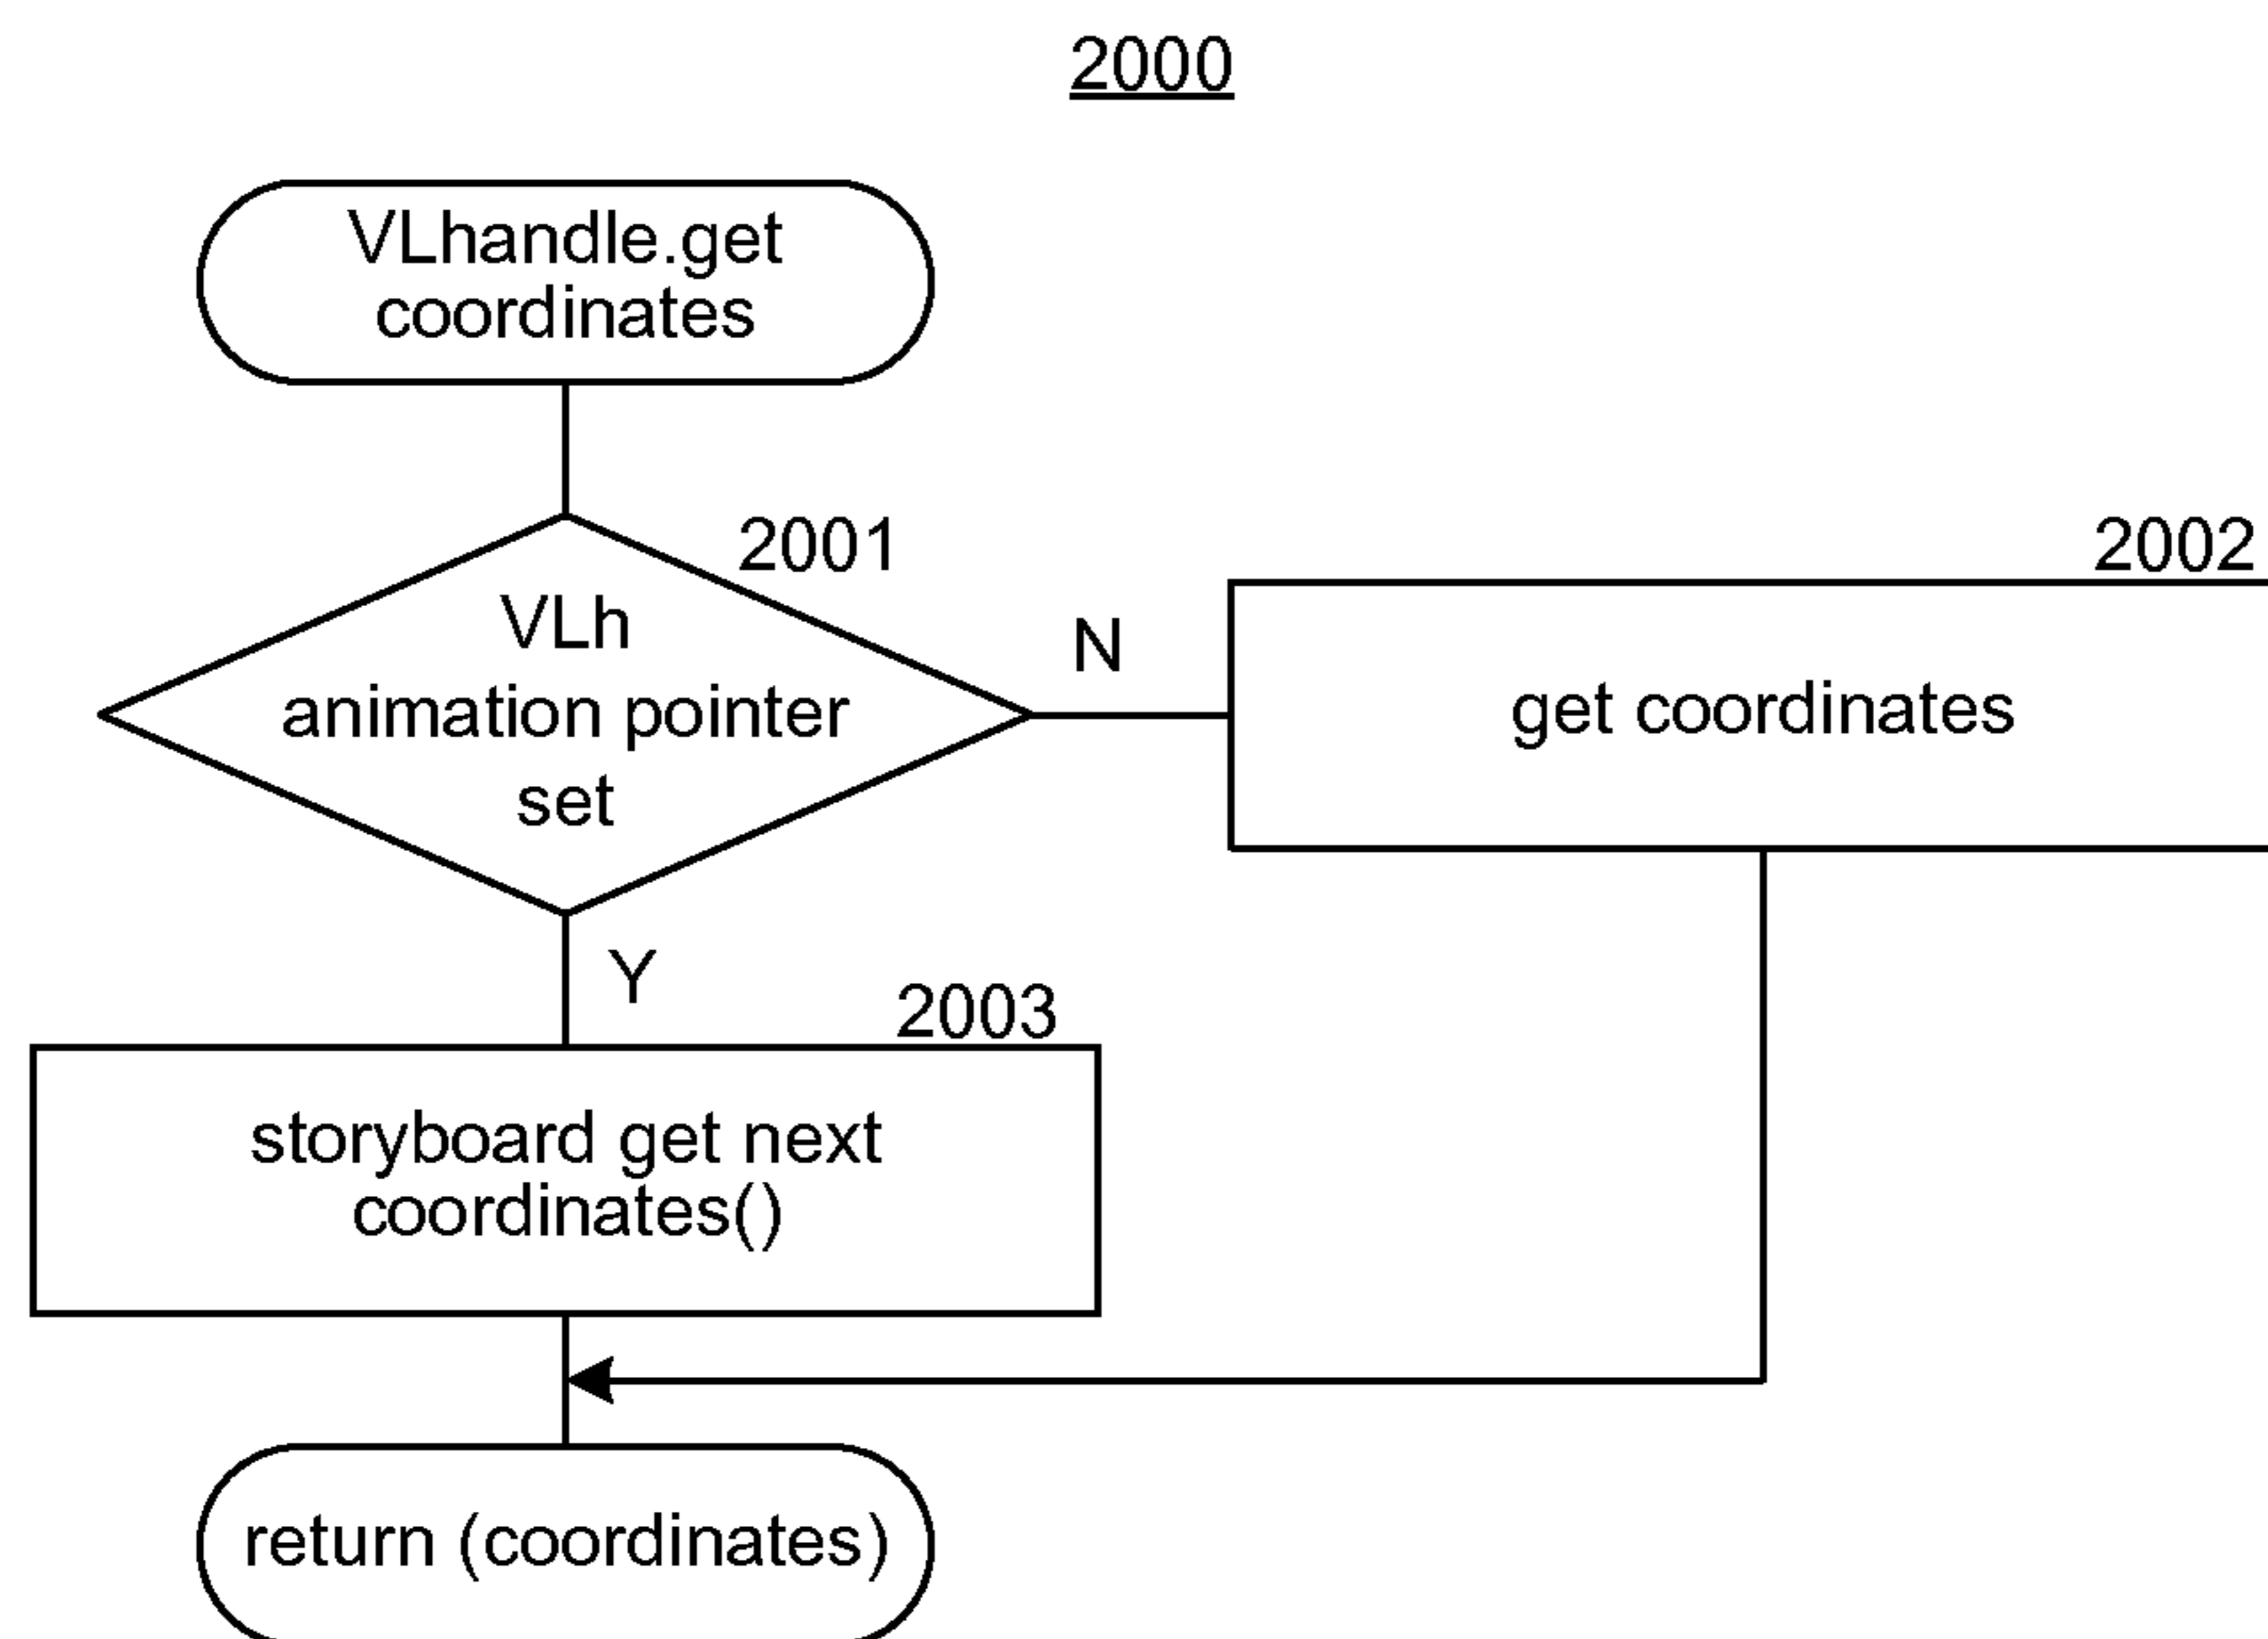 2000
VLhandle.get
coordinates
2001
VLh
animation pointer
set
N
2002
get coordinates
Y
2003
storyboard get next
coordinates()
return (coordinates)